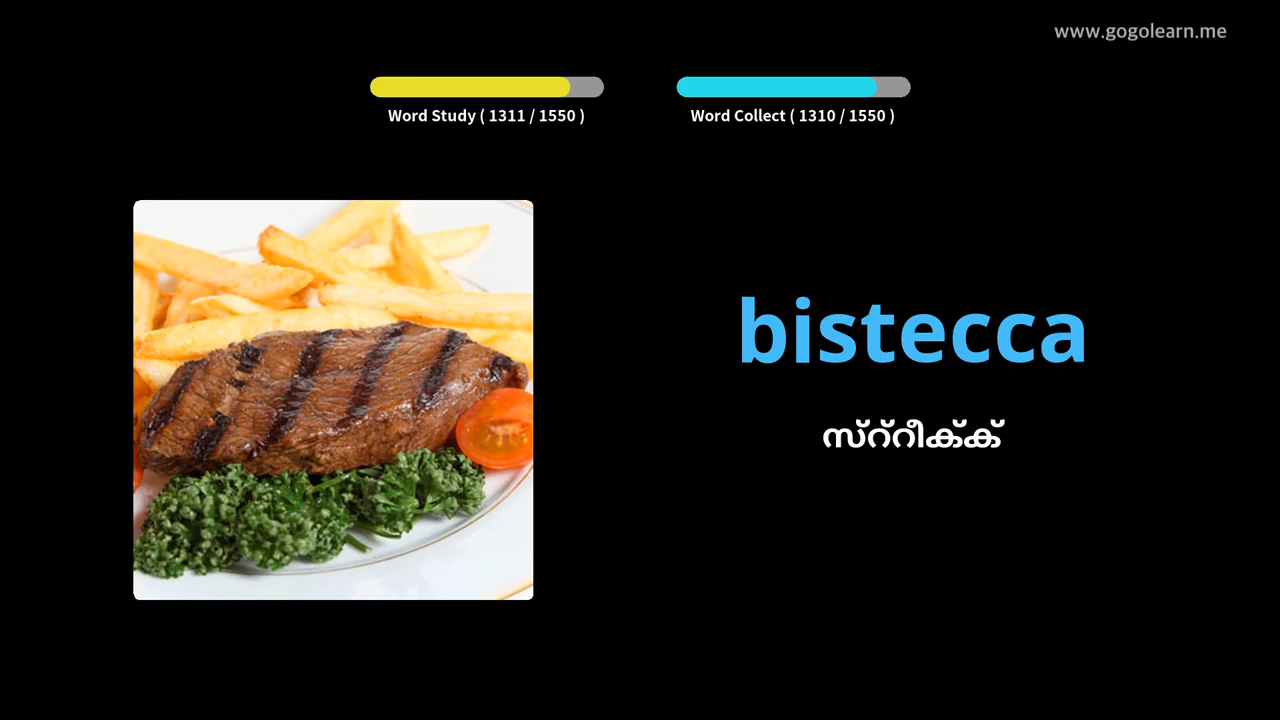 www.gogolearn.me
Word Study ( 1311 / 1550 )
Word Collect ( 1310 / 1550 )
bistecca
സ്റ്റീക്ക്